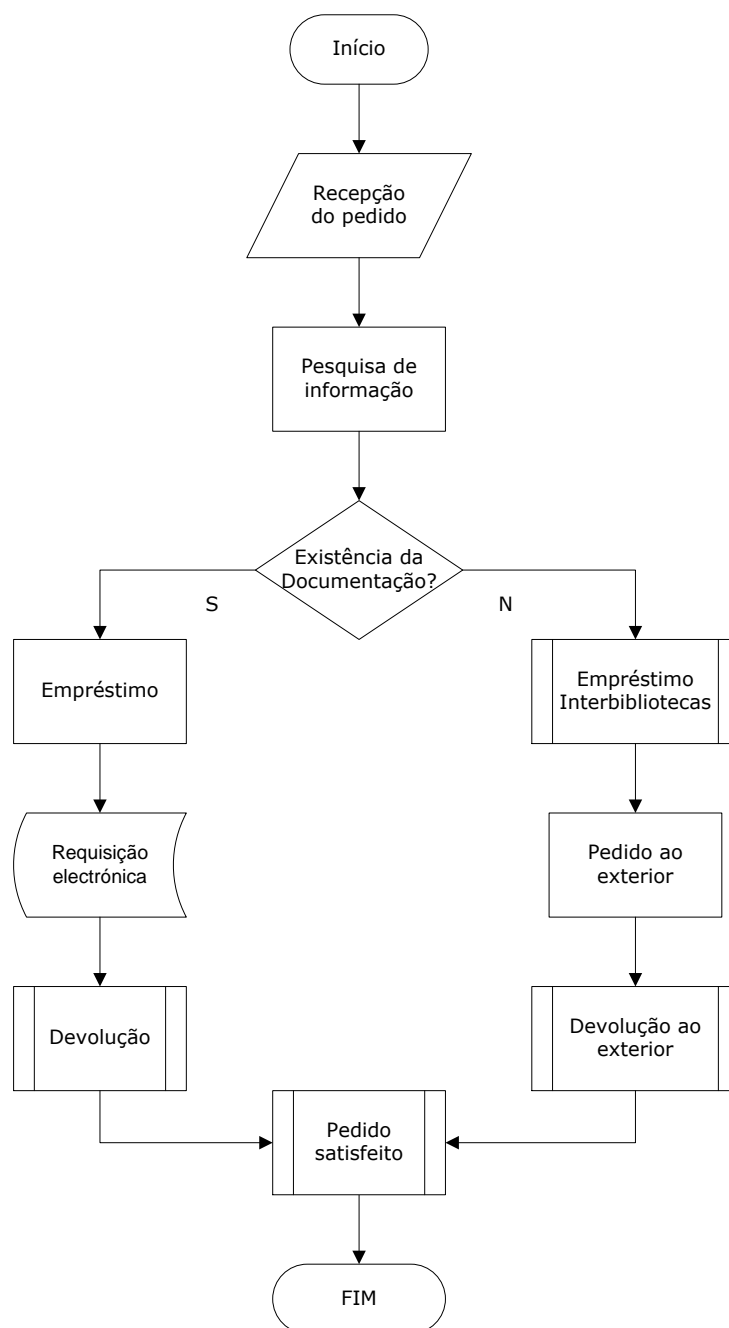 Início
Recepção
do pedido
Pesquisa de
informação
Existência da
Documentação?
S
N
Empréstimo
Empréstimo
Interbibliotecas
Requisição
electrónica
Pedido ao
exterior
Devolução
Devolução ao
exterior
Pedido
satisfeito
FIM